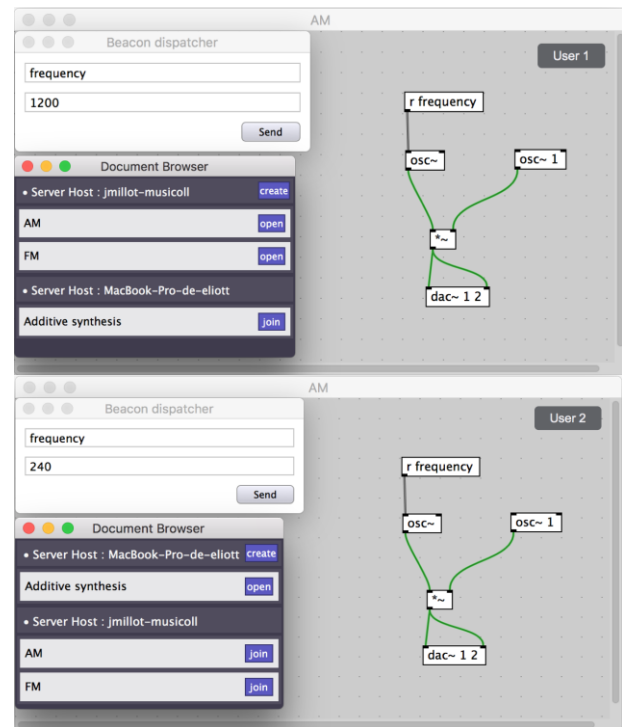 AM
Beacon dispatcher
User 1
frequency
1200
Send
r frequency
osc~
osc~ 1
*~
dac~ 1 2
Document Browser
• Server Host : jmillot-musicoll create
AM open
FM open
• Server Host : MacBook-Pro-de-eliott
Additive synthesis join
AM
Beacon dispatcher
User 2
frequency
240
Send
r frequency
osc~
osc~ 1
*~
dac~ 1 2
Document Browser
• Server Host : MacBook-Pro-de-eliott create
Additive synthesis open
• Server Host : jmillot-musicoll
AM join
FM join